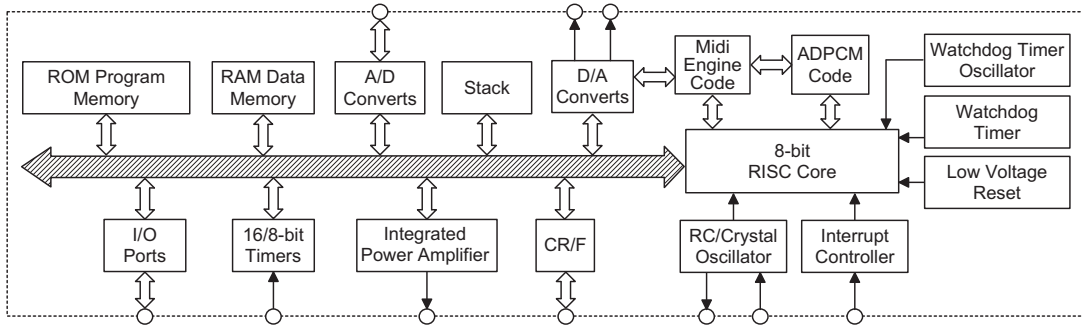 ROM Program
Memory
RAM Data
Memory
A/D
Converts
Stack
D/A
Converts
Midi
Engine
Code
ADPCM
Code
Watchdog Timer
Oscillator
Watchdog
Timer
Low Voltage
Reset
8-bit
RISC Core
I/O
Ports
16/8-bit
Timers
Integrated
Power Amplifier
CR/F
RC/Crystal
Oscillator
Interrupt
Controller